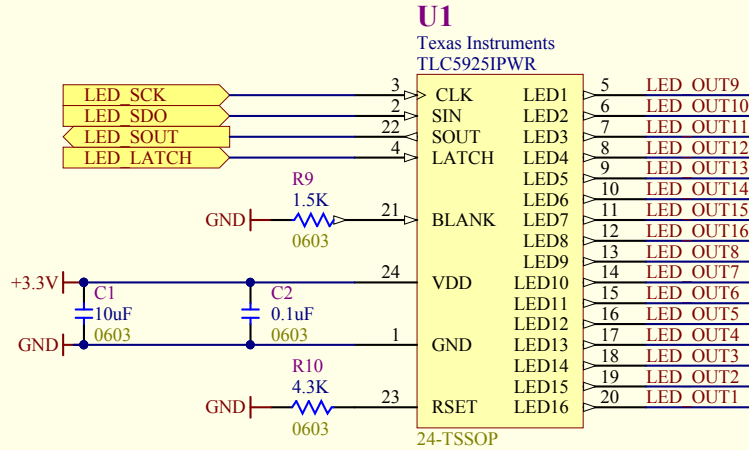 U1
Texas Instruments
TLC5925IPWR
LED_SCK 3 CLK LED1 5 LED_OUT9
LED_SDO 2 SIN LED2 6 LED_OUT10
LED_SOUT 22 SOUT LED3 7 LED_OUT11
LED_LATCH 4 LATCH LED4 8 LED_OUT12
LED5 9 LED_OUT13
R9
LED6 10 LED_OUT14
1.5K
GND 21 BLANK LED7 11 LED_OUT15
0603
LED8 12 LED_OUT16
LED9 13 LED_OUT8
+3.3V 24 VDD LED10 14 LED_OUT7
C1 C2
LED11 15 LED_OUT6
10uF 0.1uF
LED12 16 LED_OUT5
0603 0603
GND 1 GND LED13 17 LED_OUT4
R10
LED14 18 LED_OUT3
4.3K
LED15 19 LED_OUT2
GND 23 RSET LED16 20 LED_OUT1
0603
24-TSSOP